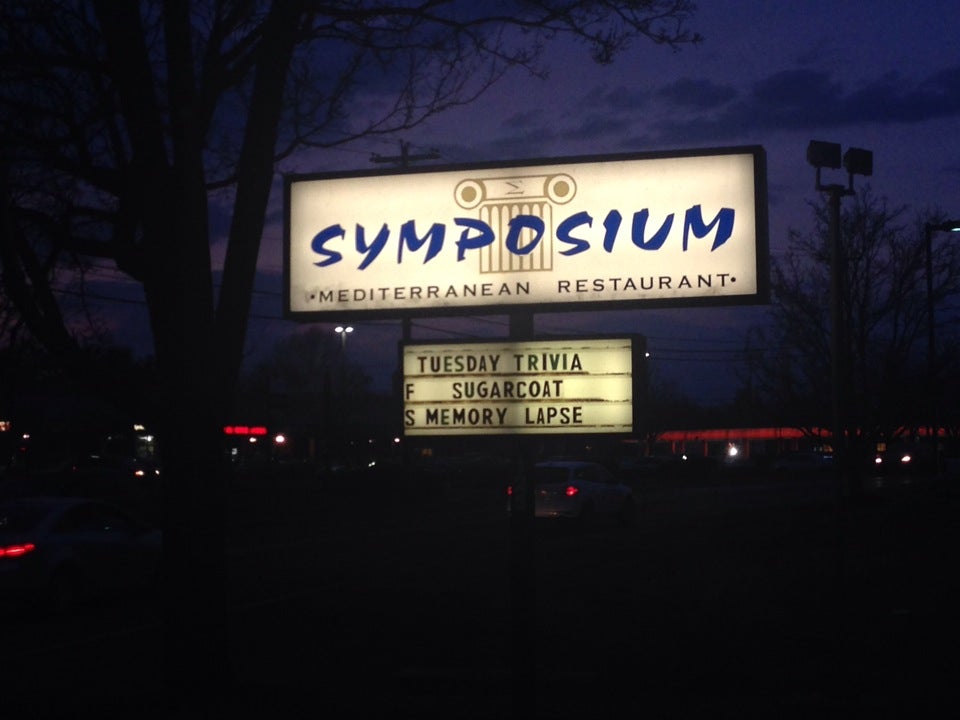 Σ
SYMPOSIUM
·MEDITERRANEAN RESTAURANT·
TUESDAY TRIVIA
F SUGARCOAT
S MEMORY LAPSE